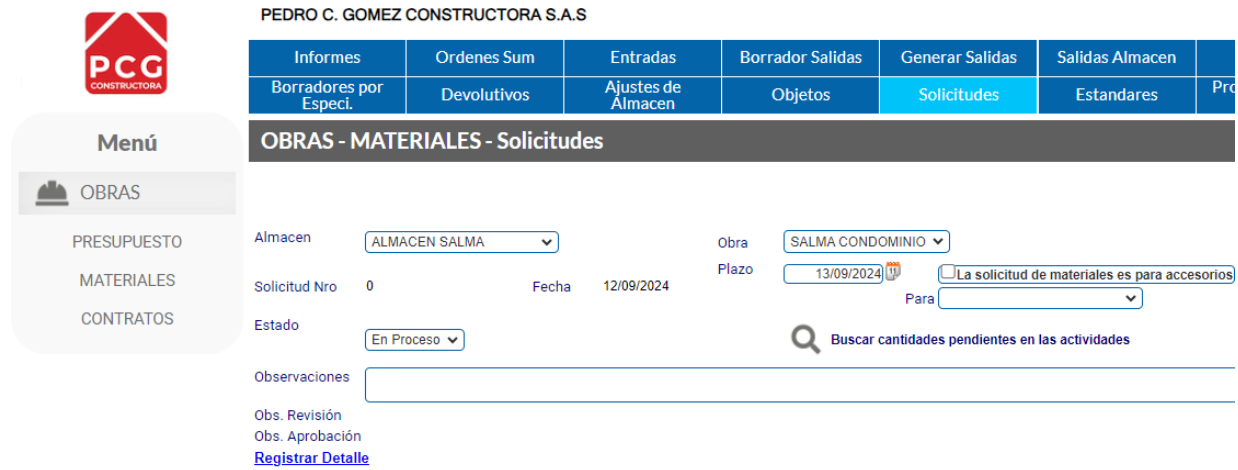 PEDRO C. GOMEZ CONSTRUCTORA S.A.S
PCG
CONSTRUCTORA
Informes Ordenes Sum Entradas Borrador Salidas Generar Salidas Salidas Almacen
Borradores por Especi. Devolutivos Ajustes de Almacen Objetos Solicitudes Estandares
Menú
OBRAS - MATERIALES - Solicitudes
OBRAS
PRESUPUESTO
MATERIALES
CONTRATOS
Almacen ALMACEN SALMA Obra SALMA CONDOMINIO
Plazo 13/09/2024 La solicitud de materiales es para accesorios
Solicitud Nro 0 Fecha 12/09/2024
Para
Estado En Proceso Buscar cantidades pendientes en las actividades
Observaciones
Obs. Revisión
Obs. Aprobación
Registrar Detalle